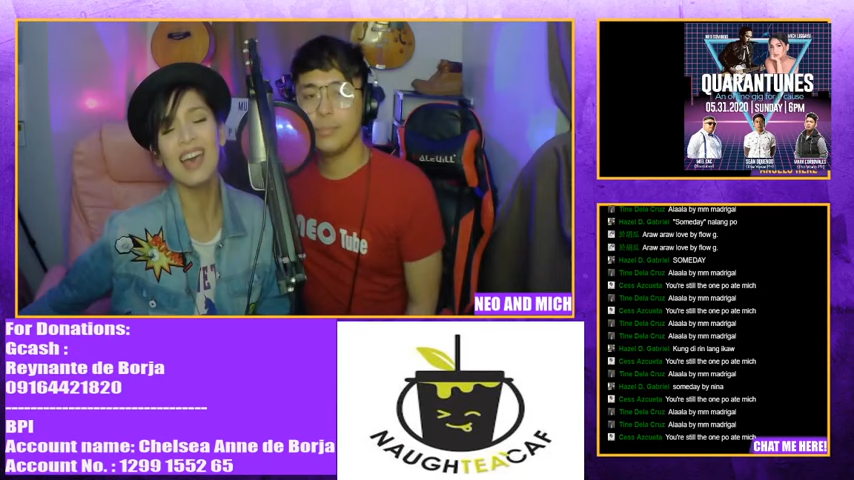 QUARANTUNES
An online gig for a cause
05.31.2020 | SUNDAY | 6PM
ALEWILL
NEO Tube
NEO AND MICH
Tine Dela Cruz Alaala by mm madrigal
Hazel D. Gabriel "Someday" nalang po
Araw araw love by flow g.
Araw araw love by flow g.
Hazel D. Gabriel SOMEDAY
Tine Dela Cruz Alaala by mm madrigal
Cess Azcueta You're still the one po ate mich
Tine Dela Cruz Alaala by mm madrigal
Cess Azcueta You're still the one po ate mich
Tine Dela Cruz Alaala by mm madrigal
Tine Dela Cruz Alaala by mm madrigal
Hazel D. Gabriel Kung di rin lang ikaw
Cess Azcueta You're still the one po ate mich
Tine Dela Cruz Alaala by mm madrigal
Hazel D. Gabriel someday by nina
Cess Azcueta You're still the one po ate mich
Tine Dela Cruz Alaala by mm madrigal
Tine Dela Cruz Alaala by mm madrigal
Cess Azcueta You're still the one po ate mich
CHAT ME HERE!
For Donations:
Gcash :
Reynante de Borja
09164421820
--------------------------------
BPI
Account name: Chelsea Anne de Borja
Account No. : 1299 1552 65
NAUGHTEA CAF